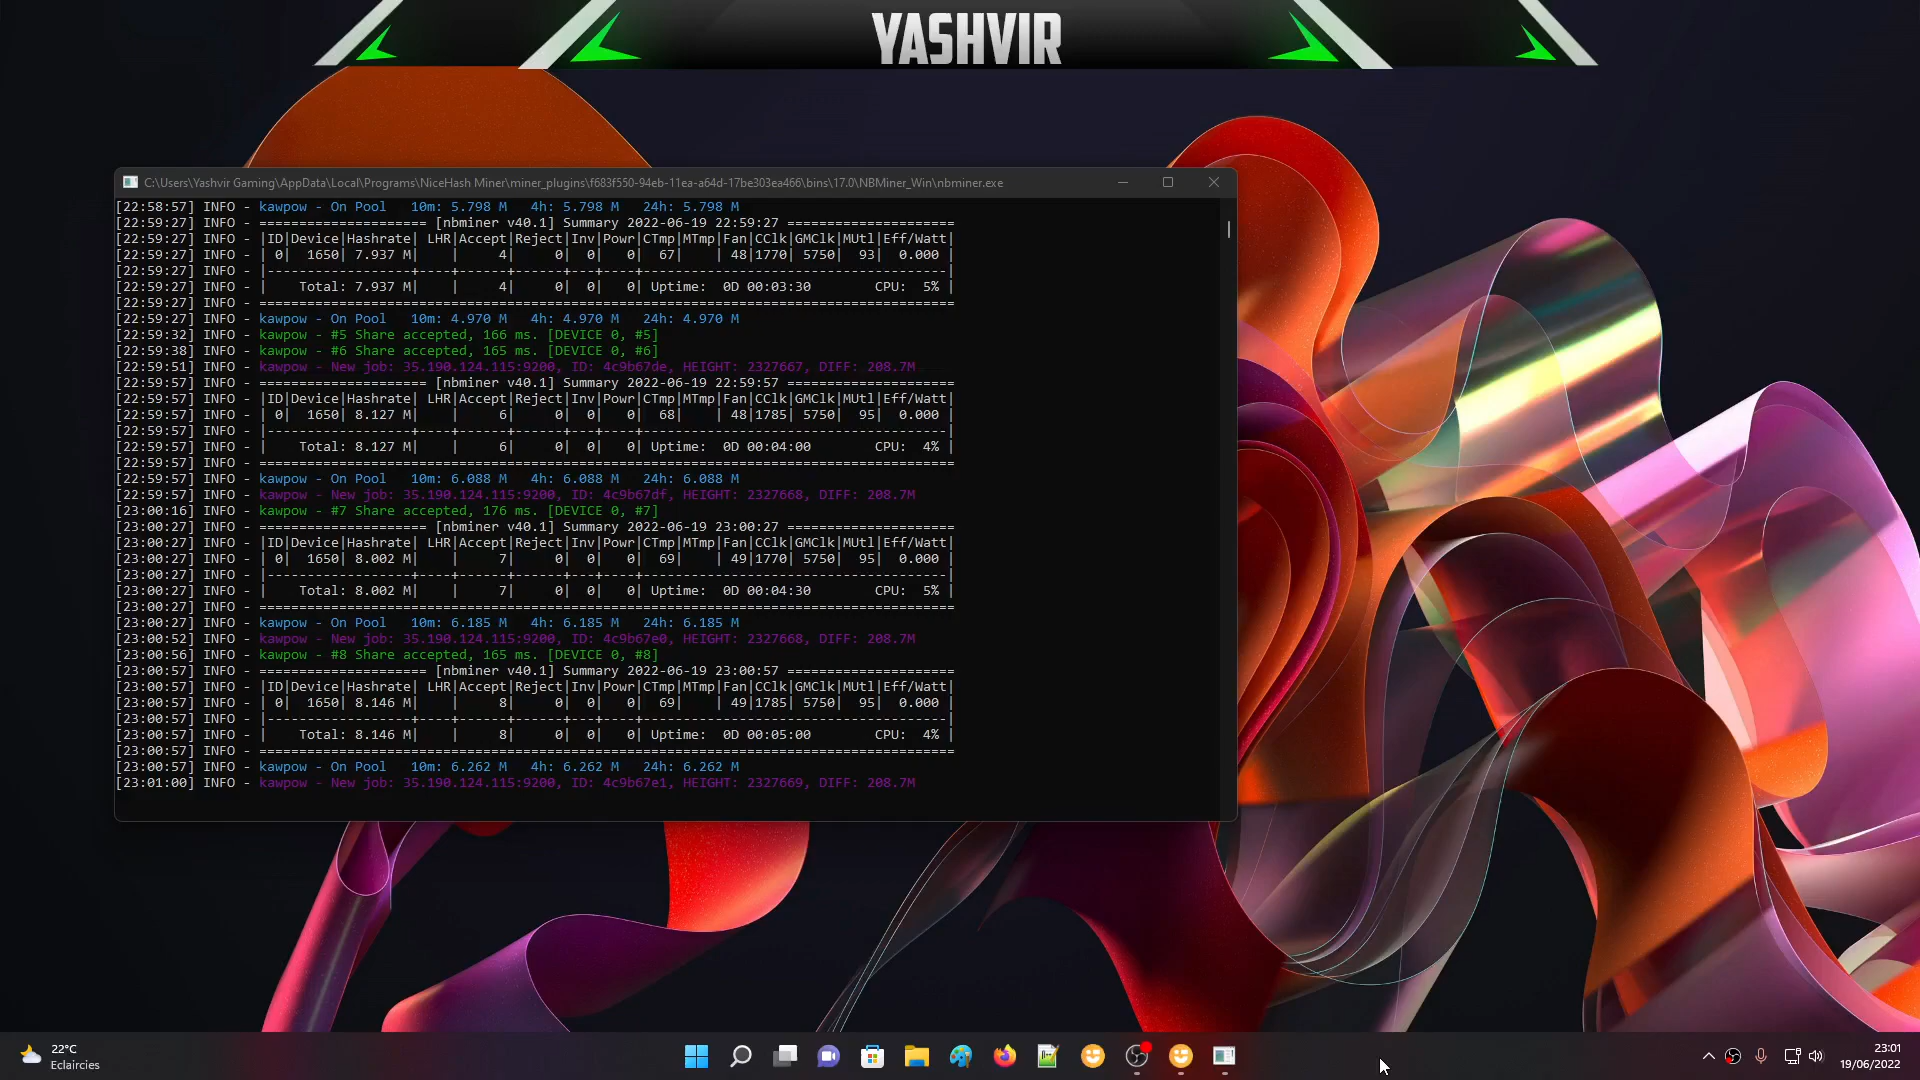 YASHVIR
C:\Users\Yashvir Gaming\AppData\Local\Programs\NiceHash Miner\miner_plugins\f683f550-94eb-11ea-a64d-17be303ea466\bins\17.0\NBMiner_Win\nbminer.exe
[22:58:57] INFO - kawpow - On Pool   10m: 5.798 M   4h: 5.798 M   24h: 5.798 M
[22:59:27] INFO - ===================== [nbminer v40.1] Summary 2022-06-19 22:59:27 =====================
[22:59:27] INFO - |ID|Device|Hashrate|  LHR|Accept|Reject|Inv|Powr|CTmp|MTmp|Fan|CClk|GMClk|MUtl|Eff/Watt|
[22:59:27] INFO - | 0|  1650| 7.937 M|    |     4|     0|  0|   0|  67|     | 48|1770| 5750|  93|  0.000 |
[22:59:27] INFO - |------------------+----+------+------+---+----+--------------------------------------|
[22:59:27] INFO - |    Total: 7.937 M|    |     4|     0|  0|   0| Uptime:  0D 00:03:30        CPU:  5% |
[22:59:27] INFO - =======================================================================================
[22:59:27] INFO - kawpow - On Pool   10m: 4.970 M   4h: 4.970 M   24h: 4.970 M
[22:59:32] INFO - kawpow - #5 Share accepted, 166 ms. [DEVICE 0, #5]
[22:59:38] INFO - kawpow - #6 Share accepted, 165 ms. [DEVICE 0, #6]
[22:59:51] INFO - kawpow - New job: 35.190.124.115:9200, ID: 4c9b67de, HEIGHT: 2327667, DIFF: 208.7M
[22:59:57] INFO - ===================== [nbminer v40.1] Summary 2022-06-19 22:59:57 =====================
[22:59:57] INFO - |ID|Device|Hashrate|  LHR|Accept|Reject|Inv|Powr|CTmp|MTmp|Fan|CClk|GMClk|MUtl|Eff/Watt|
[22:59:57] INFO - | 0|  1650| 8.127 M|    |     6|     0|  0|   0|  68|     | 48|1785| 5750|  95|  0.000 |
[22:59:57] INFO - |------------------+----+------+------+---+----+--------------------------------------|
[22:59:57] INFO - |    Total: 8.127 M|    |     6|     0|  0|   0| Uptime:  0D 00:04:00        CPU:  4% |
[22:59:57] INFO - =======================================================================================
[22:59:57] INFO - kawpow - On Pool   10m: 6.088 M   4h: 6.088 M   24h: 6.088 M
[22:59:57] INFO - kawpow - New job: 35.190.124.115:9200, ID: 4c9b67df, HEIGHT: 2327668, DIFF: 208.7M
[23:00:16] INFO - kawpow - #7 Share accepted, 176 ms. [DEVICE 0, #7]
[23:00:27] INFO - ===================== [nbminer v40.1] Summary 2022-06-19 23:00:27 =====================
[23:00:27] INFO - |ID|Device|Hashrate|  LHR|Accept|Reject|Inv|Powr|CTmp|MTmp|Fan|CClk|GMClk|MUtl|Eff/Watt|
[23:00:27] INFO - | 0|  1650| 8.002 M|    |     7|     0|  0|   0|  69|     | 49|1770| 5750|  95|  0.000 |
[23:00:27] INFO - |------------------+----+------+------+---+----+--------------------------------------|
[23:00:27] INFO - |    Total: 8.002 M|    |     7|     0|  0|   0| Uptime:  0D 00:04:30        CPU:  5% |
[23:00:27] INFO - =======================================================================================
[23:00:27] INFO - kawpow - On Pool   10m: 6.185 M   4h: 6.185 M   24h: 6.185 M
[23:00:52] INFO - kawpow - New job: 35.190.124.115:9200, ID: 4c9b67e0, HEIGHT: 2327668, DIFF: 208.7M
[23:00:56] INFO - kawpow - #8 Share accepted, 165 ms. [DEVICE 0, #8]
[23:00:57] INFO - ===================== [nbminer v40.1] Summary 2022-06-19 23:00:57 =====================
[23:00:57] INFO - |ID|Device|Hashrate|  LHR|Accept|Reject|Inv|Powr|CTmp|MTmp|Fan|CClk|GMClk|MUtl|Eff/Watt|
[23:00:57] INFO - | 0|  1650| 8.146 M|    |     8|     0|  0|   0|  69|     | 49|1785| 5750|  95|  0.000 |
[23:00:57] INFO - |------------------+----+------+------+---+----+--------------------------------------|
[23:00:57] INFO - |    Total: 8.146 M|    |     8|     0|  0|   0| Uptime:  0D 00:05:00        CPU:  4% |
[23:00:57] INFO - =======================================================================================
[23:00:57] INFO - kawpow - On Pool   10m: 6.262 M   4h: 6.262 M   24h: 6.262 M
[23:01:00] INFO - kawpow - New job: 35.190.124.115:9200, ID: 4c9b67e1, HEIGHT: 2327669, DIFF: 208.7M
22°C
Eclaircies
23:01
19/06/2022